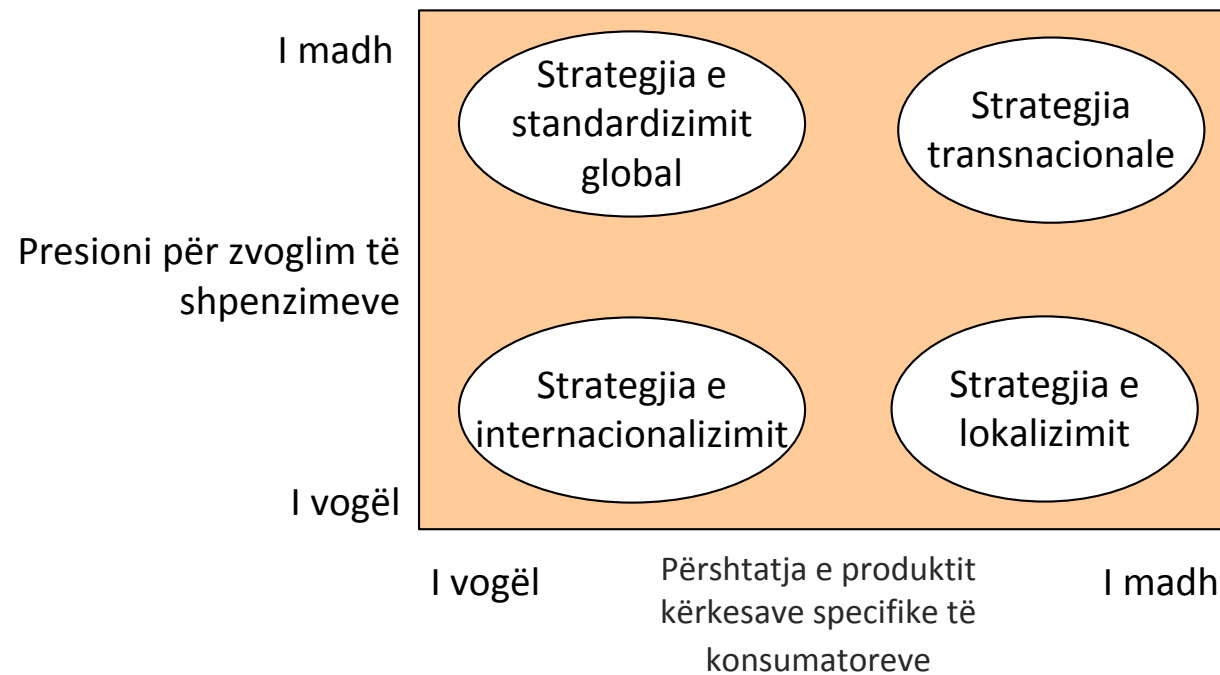 I madh
Strategjia e
standardizimit
global
Strategjia
transnacionale
Presioni për zvoglim të
shpenzimeve
Strategjia e
internacionalizimit
Strategjia e
lokalizimit
I vogël
I vogël
Përshtatja e produktit
kërkesave specifike të
konsumatoreve
I madh